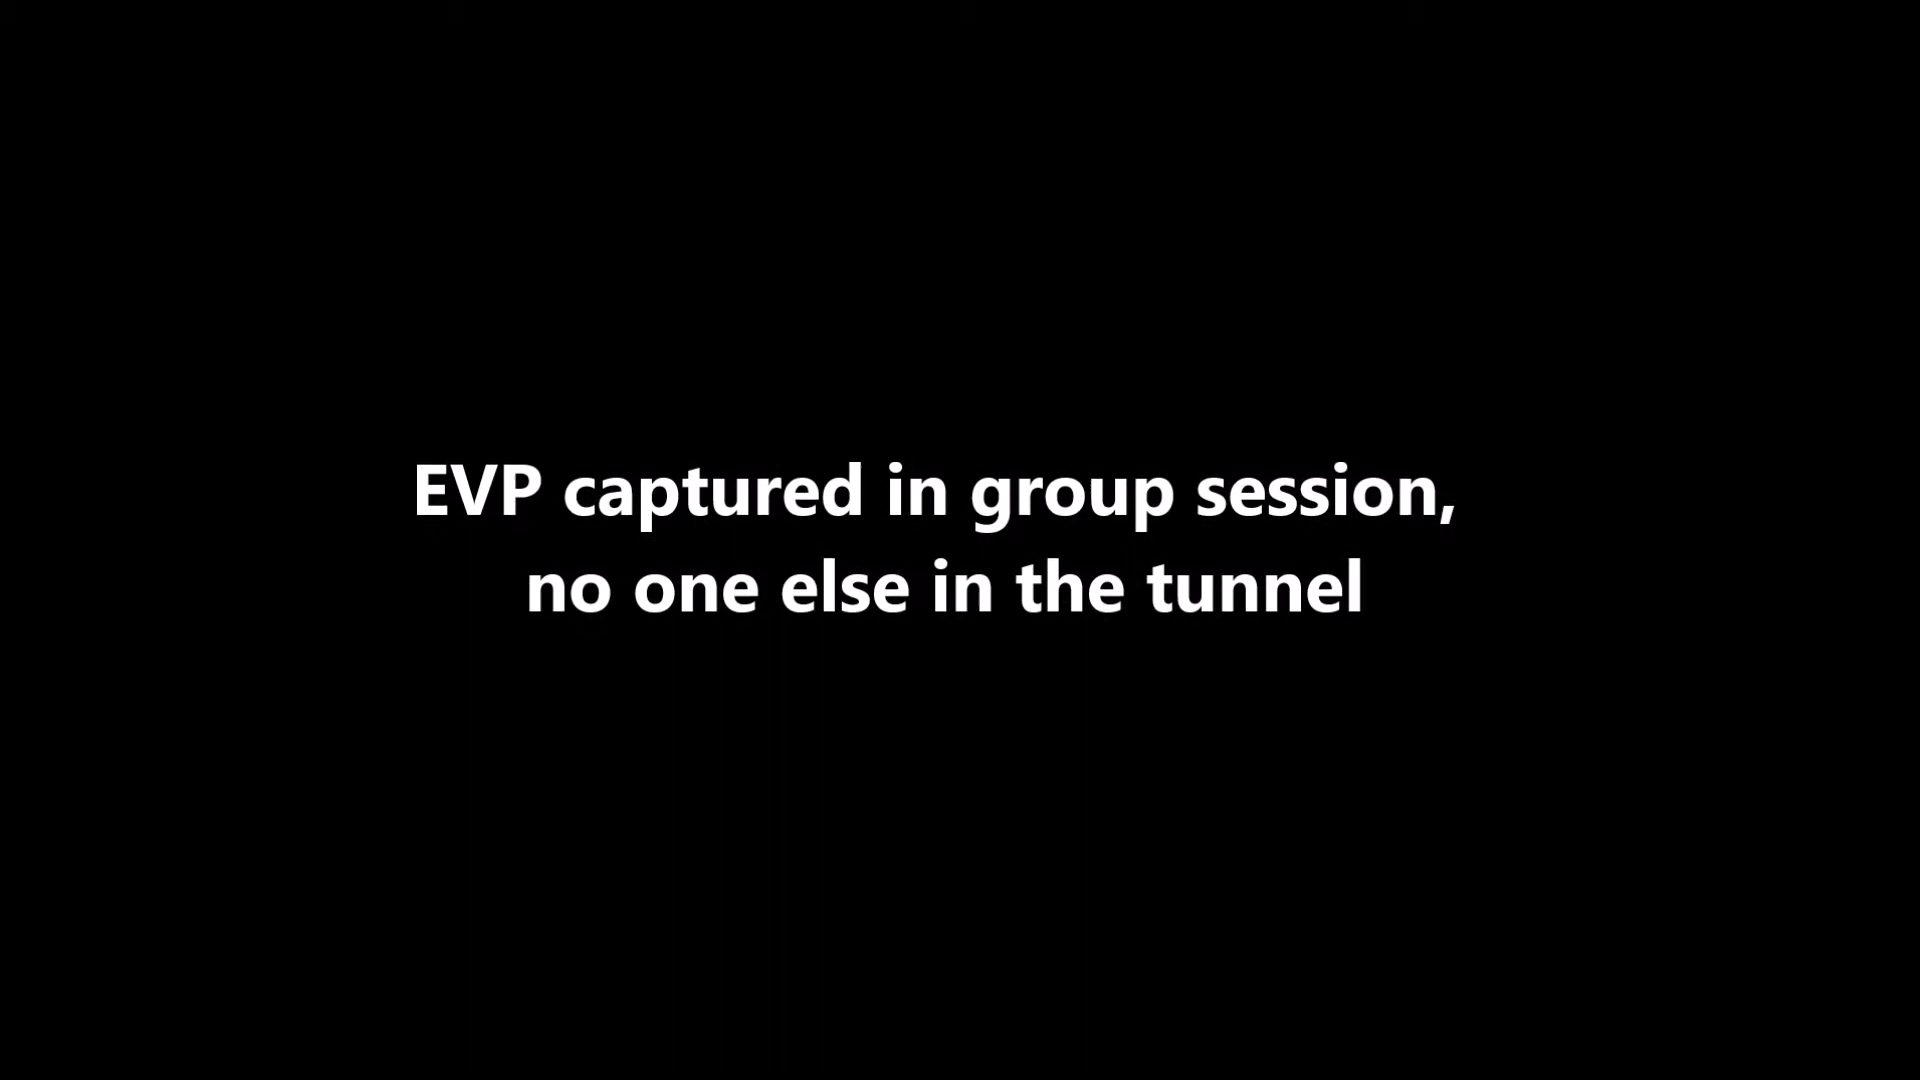 EVP captured in group session,
no one else in the tunnel